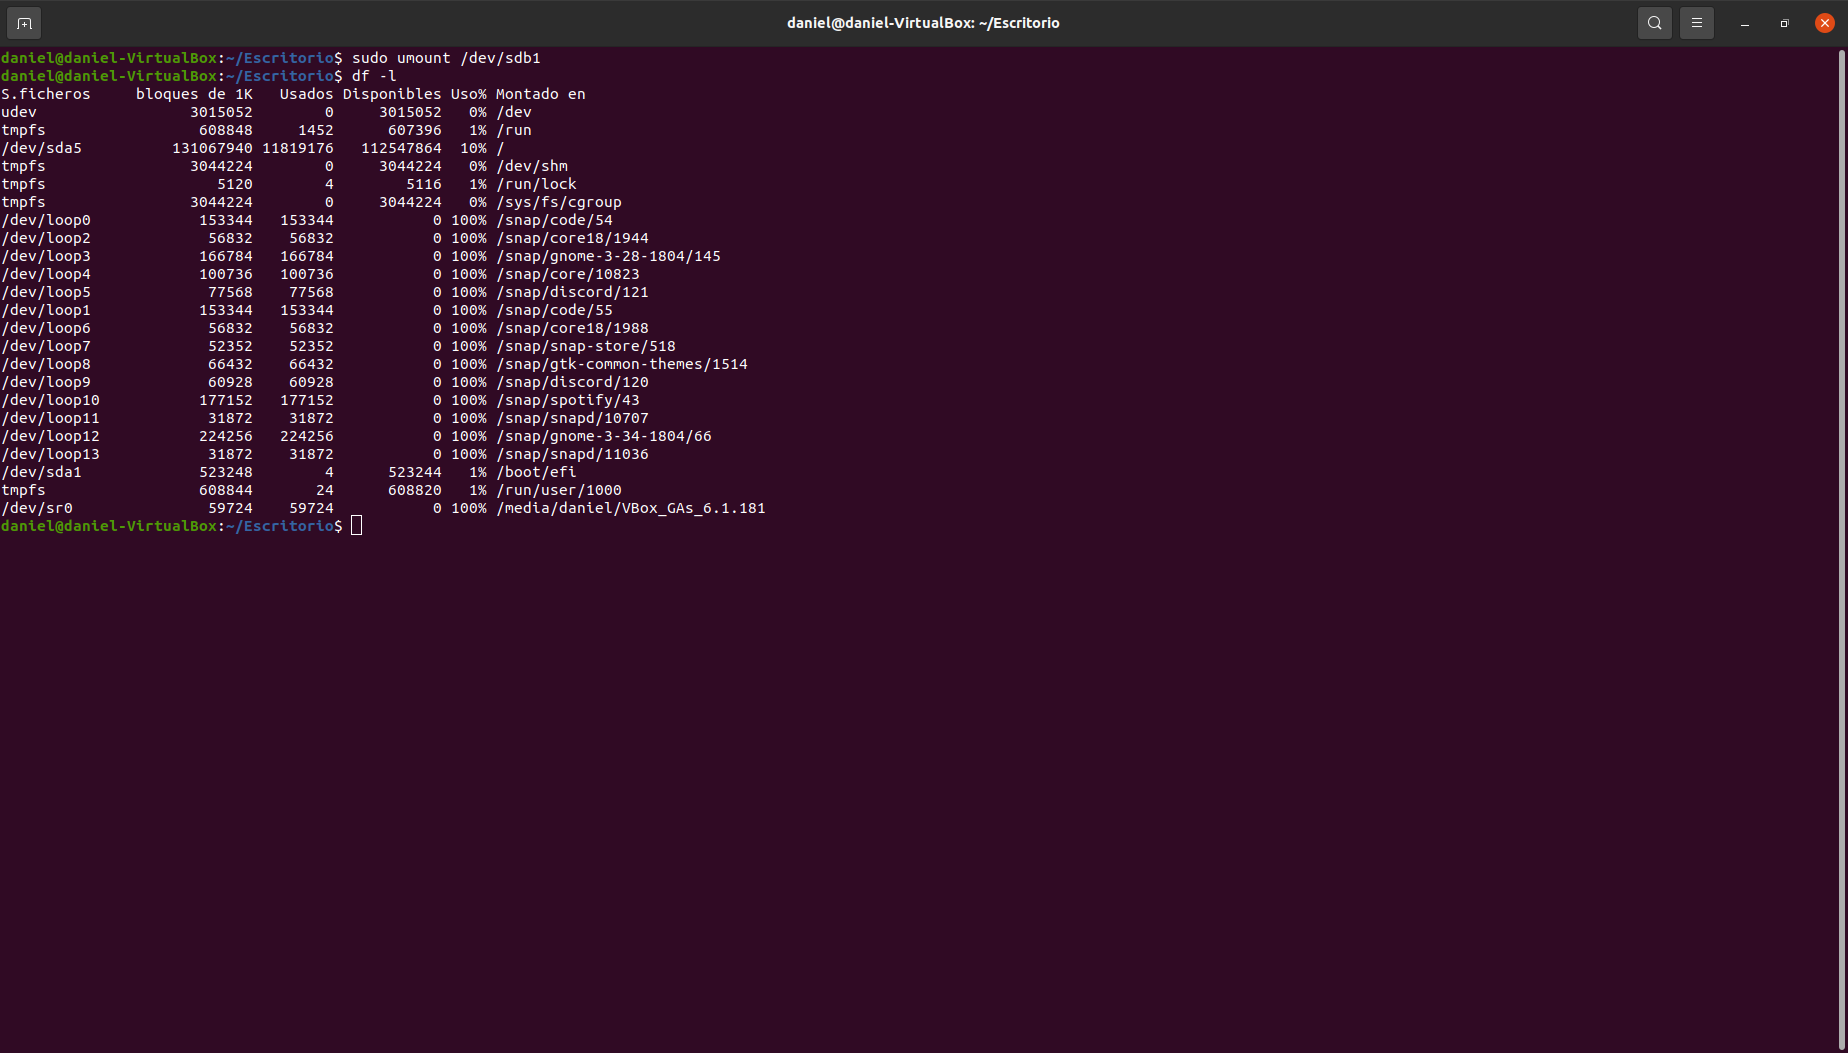 daniel@daniel-VirtualBox: ~/Escritorio
daniel@daniel-VirtualBox:~/Escritorio$ sudo umount /dev/sdb1
daniel@daniel-VirtualBox:~/Escritorio$ df -l
S.ficheros     bloques de 1K   Usados Disponibles Uso% Montado en
udev                 3015052        0     3015052   0% /dev
tmpfs                 608848     1452      607396   1% /run
/dev/sda5          131067940 11819176   112547864  10% /
tmpfs                3044224        0     3044224   0% /dev/shm
tmpfs                   5120        4        5116   1% /run/lock
tmpfs                3044224        0     3044224   0% /sys/fs/cgroup
/dev/loop0            153344   153344           0 100% /snap/code/54
/dev/loop2             56832    56832           0 100% /snap/core18/1944
/dev/loop3            166784   166784           0 100% /snap/gnome-3-28-1804/145
/dev/loop4            100736   100736           0 100% /snap/core/10823
/dev/loop5             77568    77568           0 100% /snap/discord/121
/dev/loop1            153344   153344           0 100% /snap/code/55
/dev/loop6             56832    56832           0 100% /snap/core18/1988
/dev/loop7             52352    52352           0 100% /snap/snap-store/518
/dev/loop8             66432    66432           0 100% /snap/gtk-common-themes/1514
/dev/loop9             60928    60928           0 100% /snap/discord/120
/dev/loop10           177152   177152           0 100% /snap/spotify/43
/dev/loop11            31872    31872           0 100% /snap/snapd/10707
/dev/loop12           224256   224256           0 100% /snap/gnome-3-34-1804/66
/dev/loop13            31872    31872           0 100% /snap/snapd/11036
/dev/sda1             523248        4      523244   1% /boot/efi
tmpfs                 608844       24      608820   1% /run/user/1000
/dev/sr0               59724    59724           0 100% /media/daniel/VBox_GAs_6.1.181
daniel@daniel-VirtualBox:~/Escritorio$